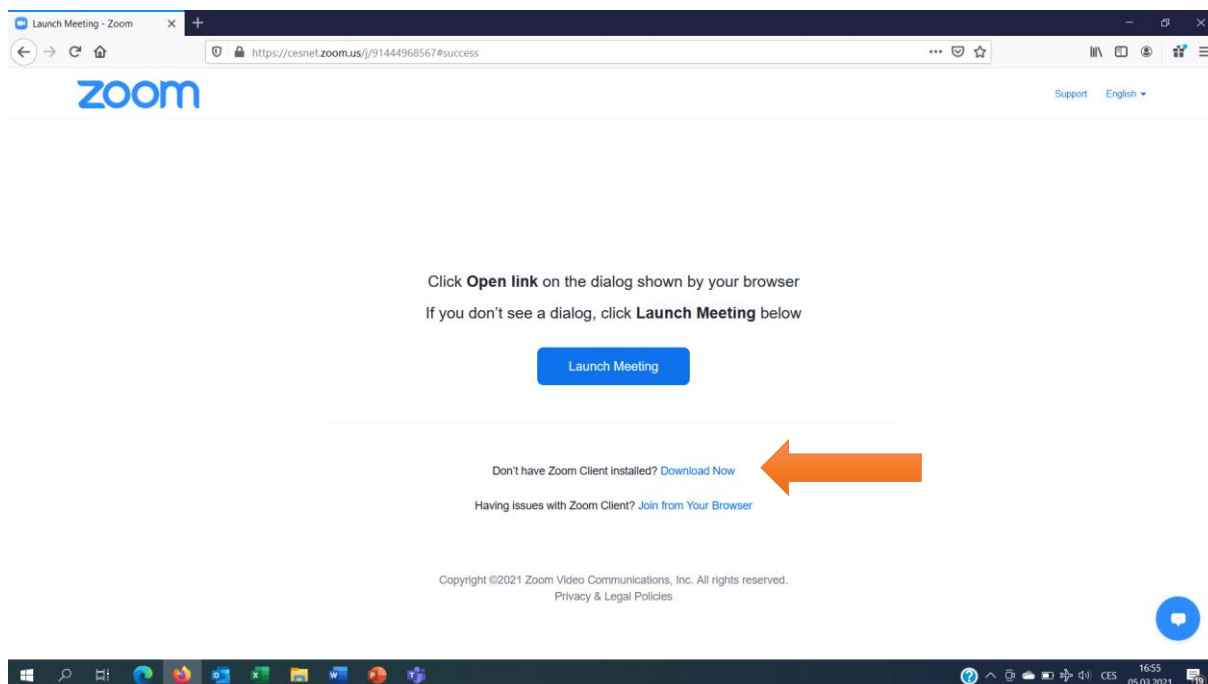 Launch Meeting - Zoom
https://cesnet.zoom.us/j/91444968567#success
zoom
Support English
Click Open link on the dialog shown by your browser
If you don't see a dialog, click Launch Meeting below
Launch Meeting
Don't have Zoom Client installed? Download Now
Having issues with Zoom Client? Join from Your Browser
Copyright ©2021 Zoom Video Communications, Inc. All rights reserved.
Privacy & Legal Policies
CES
16:55
05.03.2021
19